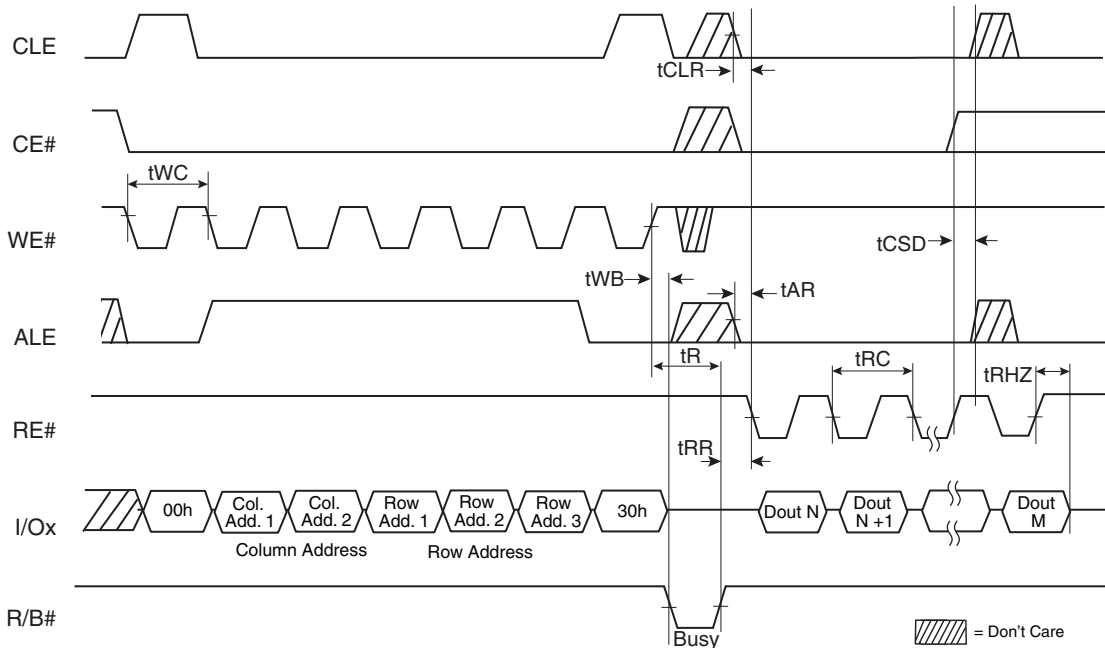 CLE
tCLR
CE#
tWC
WE#
tCSD
tWB
tAR
ALE
tR
tRC
tRHZ
RE#
tRR
I/Ox
00h
Col.
Add. 1
Col.
Add. 2
Row
Add. 1
Row
Add. 2
Row
Add. 3
30h
Dout N
Dout
N +1
Dout
M
Column Address
Row Address
R/B#
Busy
= Don't Care